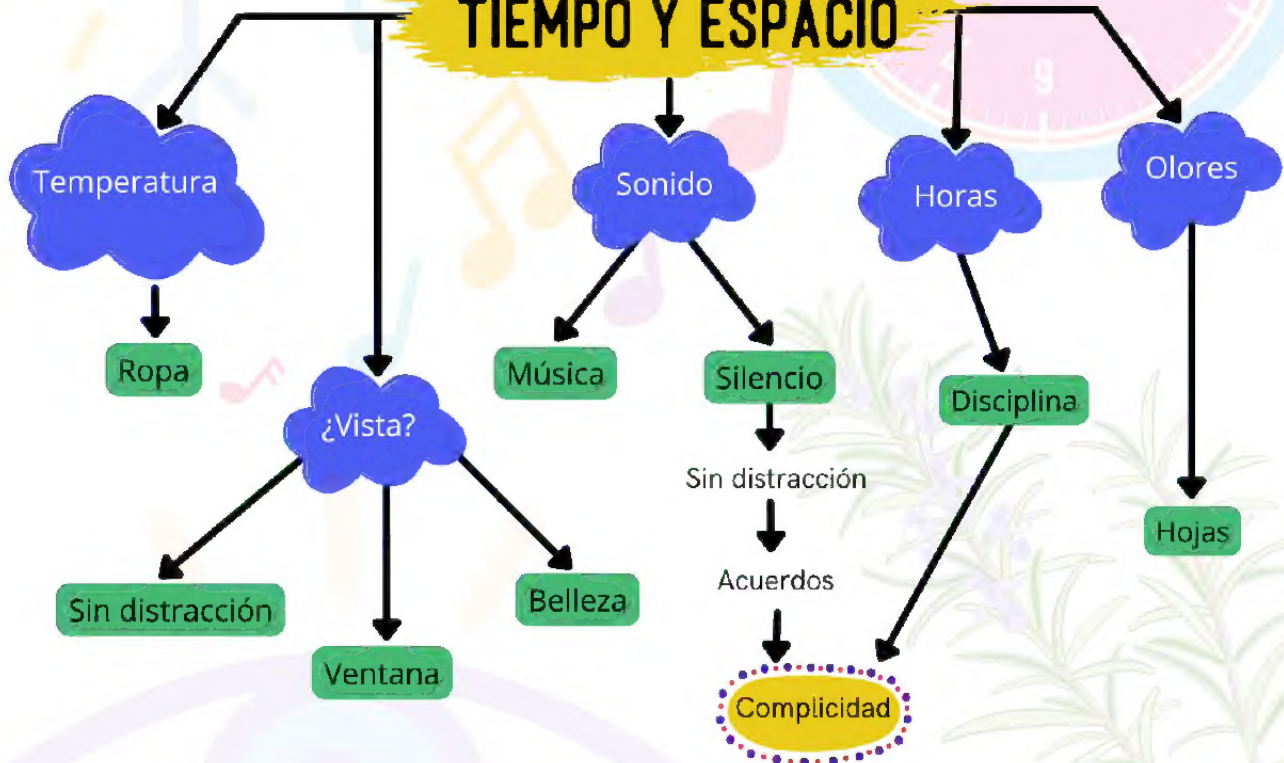 TIEMPO Y ESPACIO
9
Temperatura
Sonido
Horas
Olores
Ropa
¿Vista?
Música
Silencio
Disciplina
Sin distracción
Hojas
Sin distracción
Ventana
Belleza
Acuerdos
Complicidad